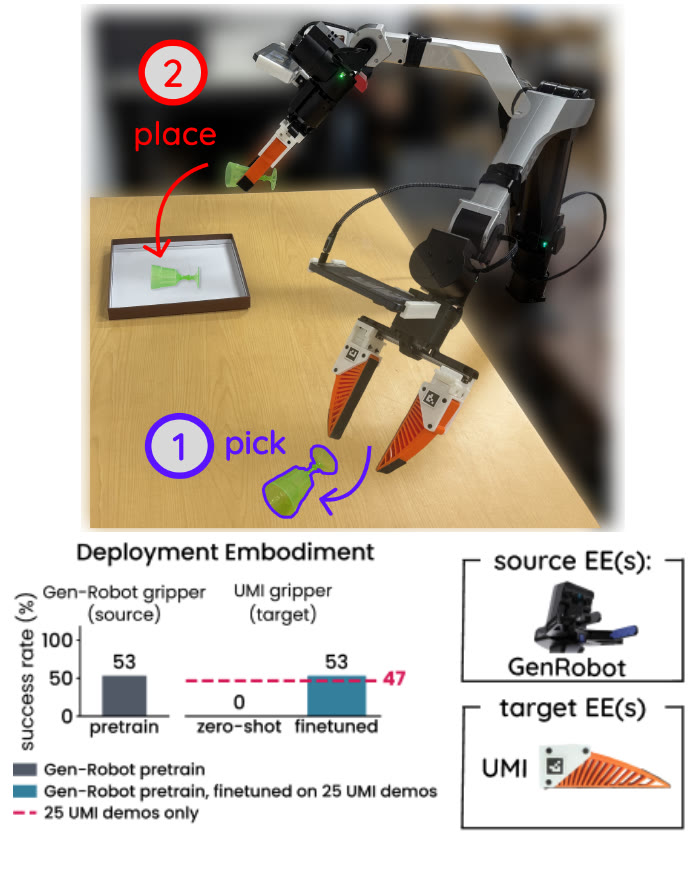 2
place
1
pick
Deployment Embodiment
Gen-Robot gripper
(source)
UMI gripper
(target)
success rate (%)
100
50
0
53
0
53
47
pretrain
zero-shot
finetuned
Gen-Robot pretrain
Gen-Robot pretrain, finetuned on 25 UMI demos
25 UMI demos only
source EE(s):
GenRobot
target EE(s)
UMI